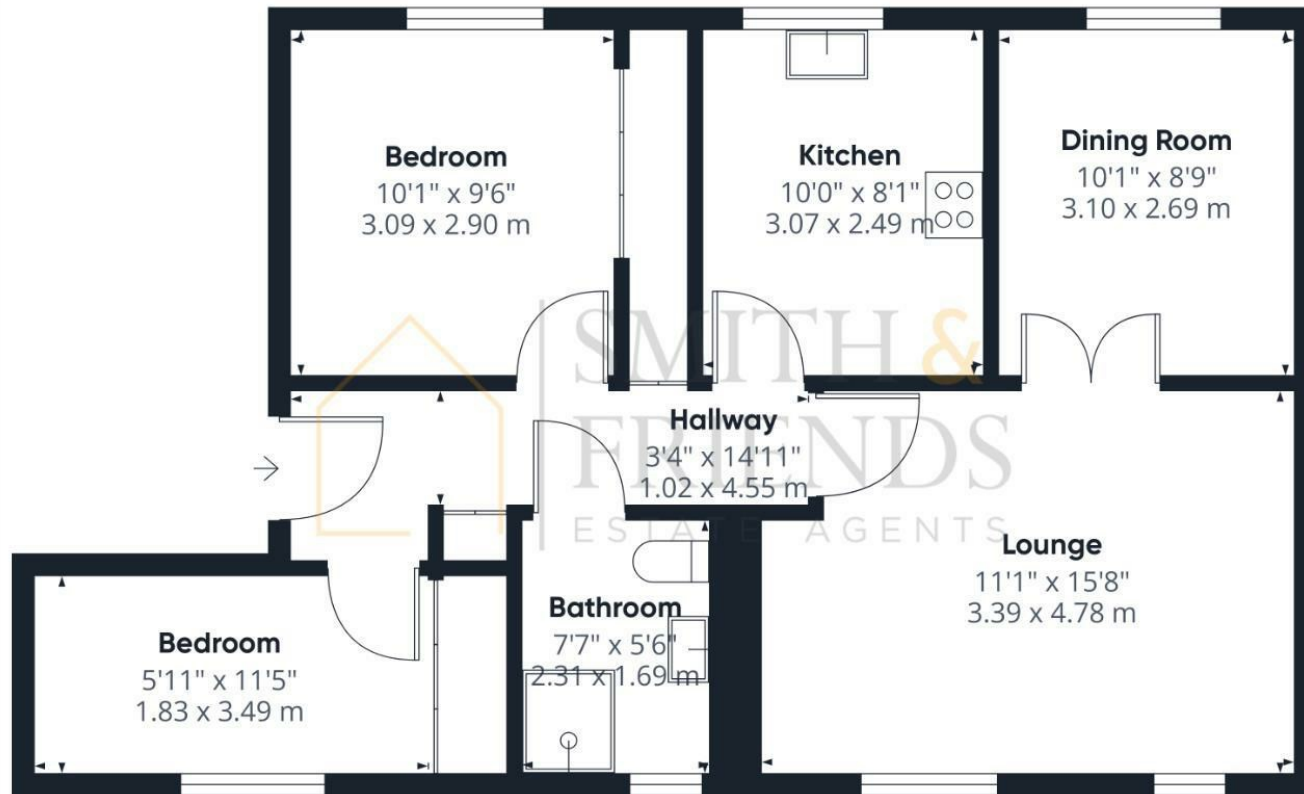 Bedroom
10'1" x 9'6"
3.09 x 2.90 m
Kitchen
10'0" x 8'1"
3.07 x 2.49 m
Dining Room
10'1" x 8'9"
3.10 x 2.69 m
SMITH &
FRIENDS
ESTATE AGENTS
Hallway
3'4" x 14'11"
1.02 x 4.55 m
Lounge
11'1" x 15'8"
3.39 x 4.78 m
Bathroom
7'7" x 5'6"
2.31 x 1.69 m
Bedroom
5'11" x 11'5"
1.83 x 3.49 m